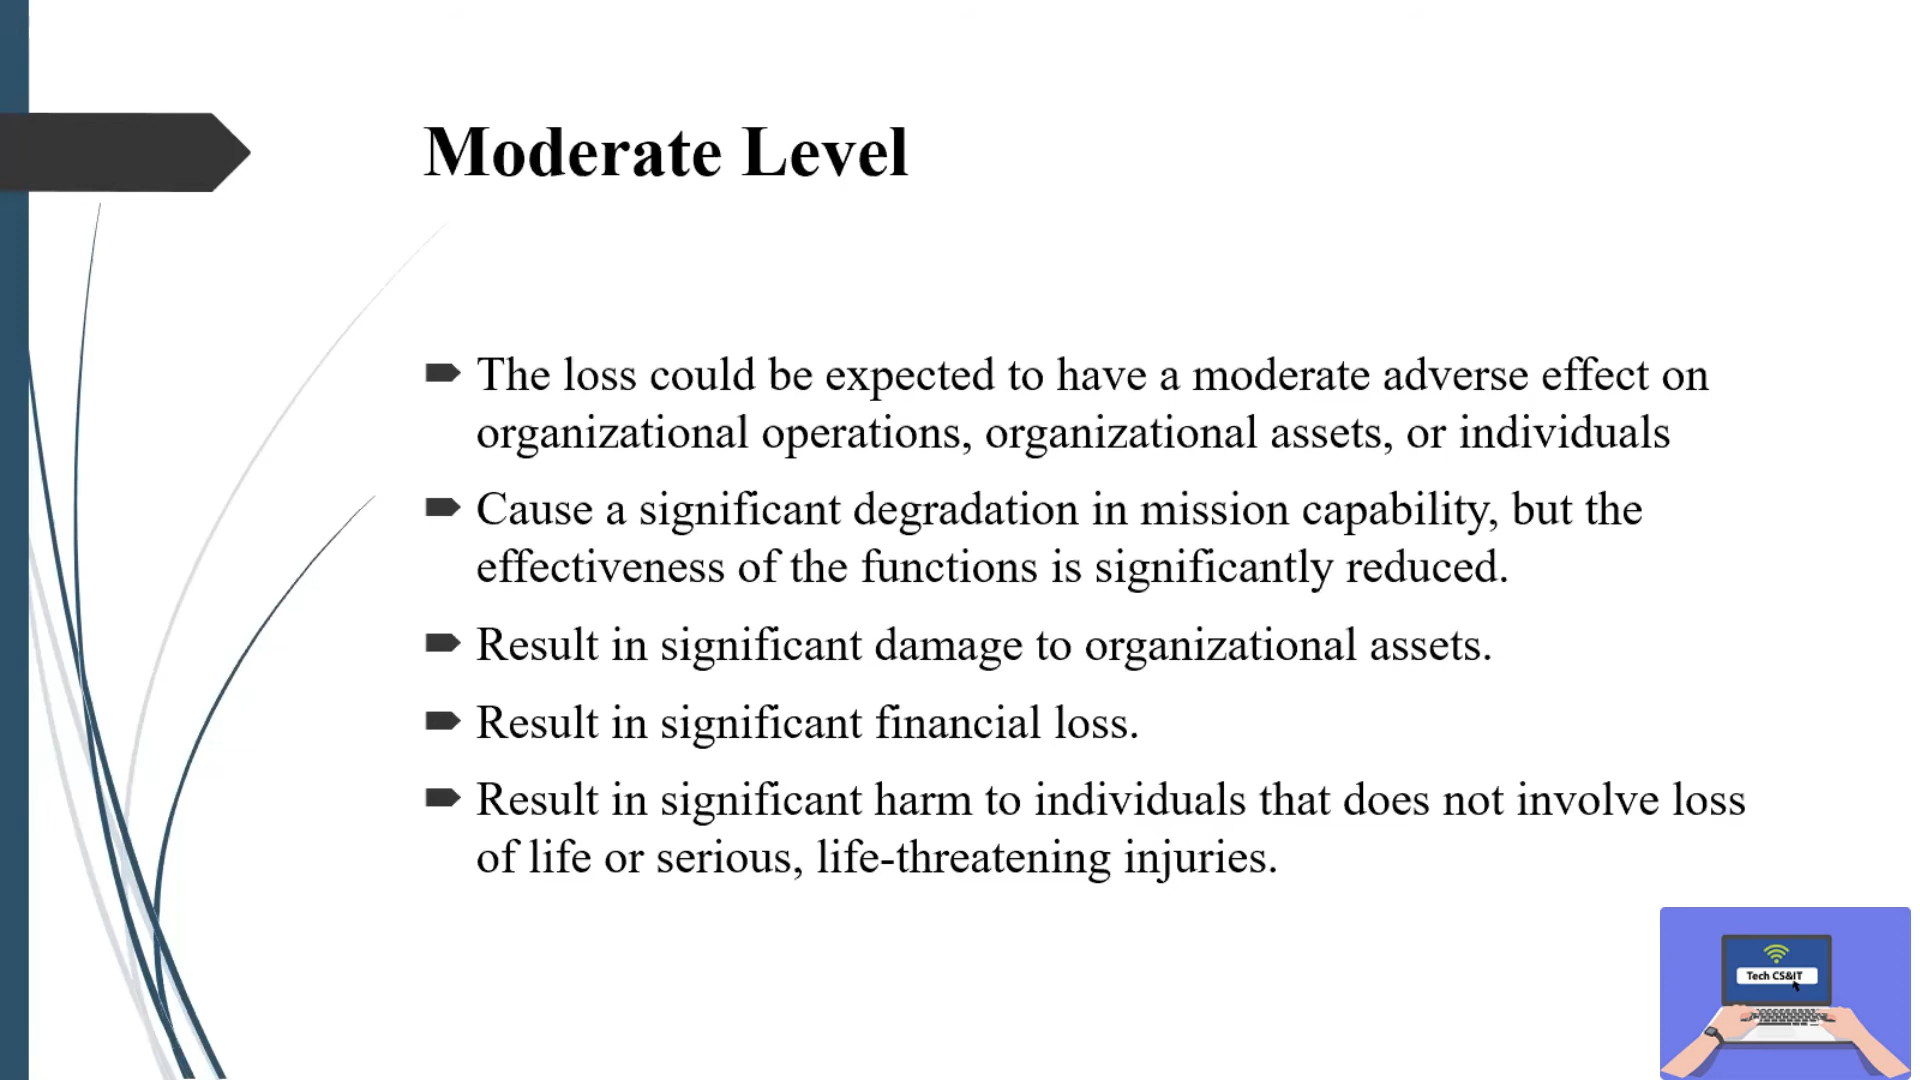 Moderate Level
The loss could be expected to have a moderate adverse effect on
organizational operations, organizational assets, or individuals
Cause a significant degradation in mission capability, but the
effectiveness of the functions is significantly reduced.
Result in significant damage to organizational assets.
Result in significant financial loss.
Result in significant harm to individuals that does not involve loss
of life or serious, life-threatening injuries.
Tech CS&IT